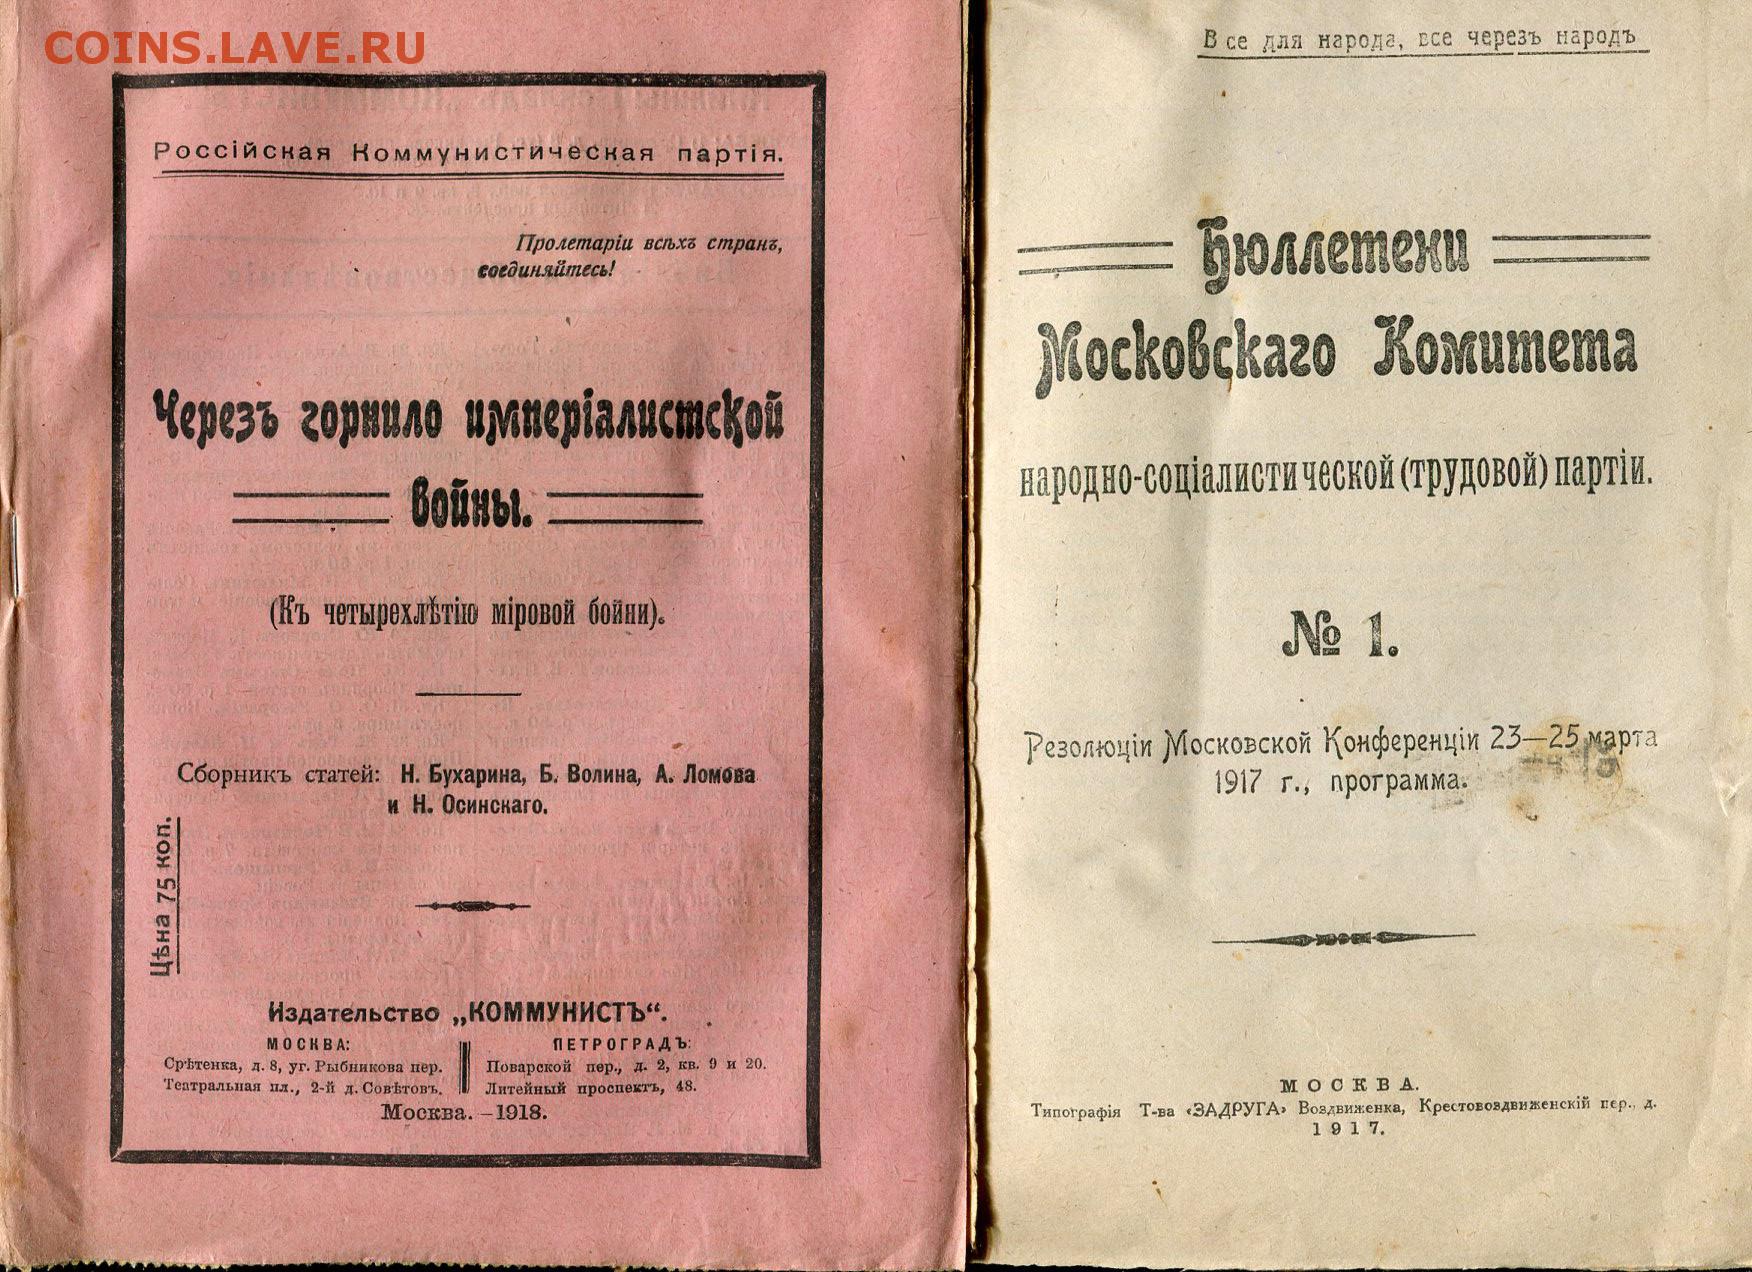 COINS.LAVE.RU
Россійская Коммунистическая партія.
Пролетаріи всѣхъ странъ,
соединяйтесь!
Черезъ горнило имперіалистской
войны.
(Къ четырехлѣтію міровой бойни).
Сборникъ статей: Н. Бухарина, Б. Волина, А. Ломова
и Н. Осинскаго.
Цѣна 75 коп.
Издательство „КОММУНИСТЪ“.
МОСКВА:
Срѣтенка, д. 8, уг. Рыбникова пер.
Театральная пл., 2-й д. Совѣтовъ.
ПЕТРОГРАДЪ:
Поварской пер., д. 2, кв. 9 и 20.
Литейный проспектъ, 48.
Москва. — 1918.
Все для народа, все черезъ народъ
Бюллетени
Московскаго Комитета
народно-соціалистической (трудовой) партіи.
№ 1.
Резолюціи Московской Конференціи 23—25 марта
1917 г., программа.
МОСКВА.
Типографія Т-ва «ЗАДРУГА» Воздвиженка, Крестовоздвиженскій пер., д.
1917.